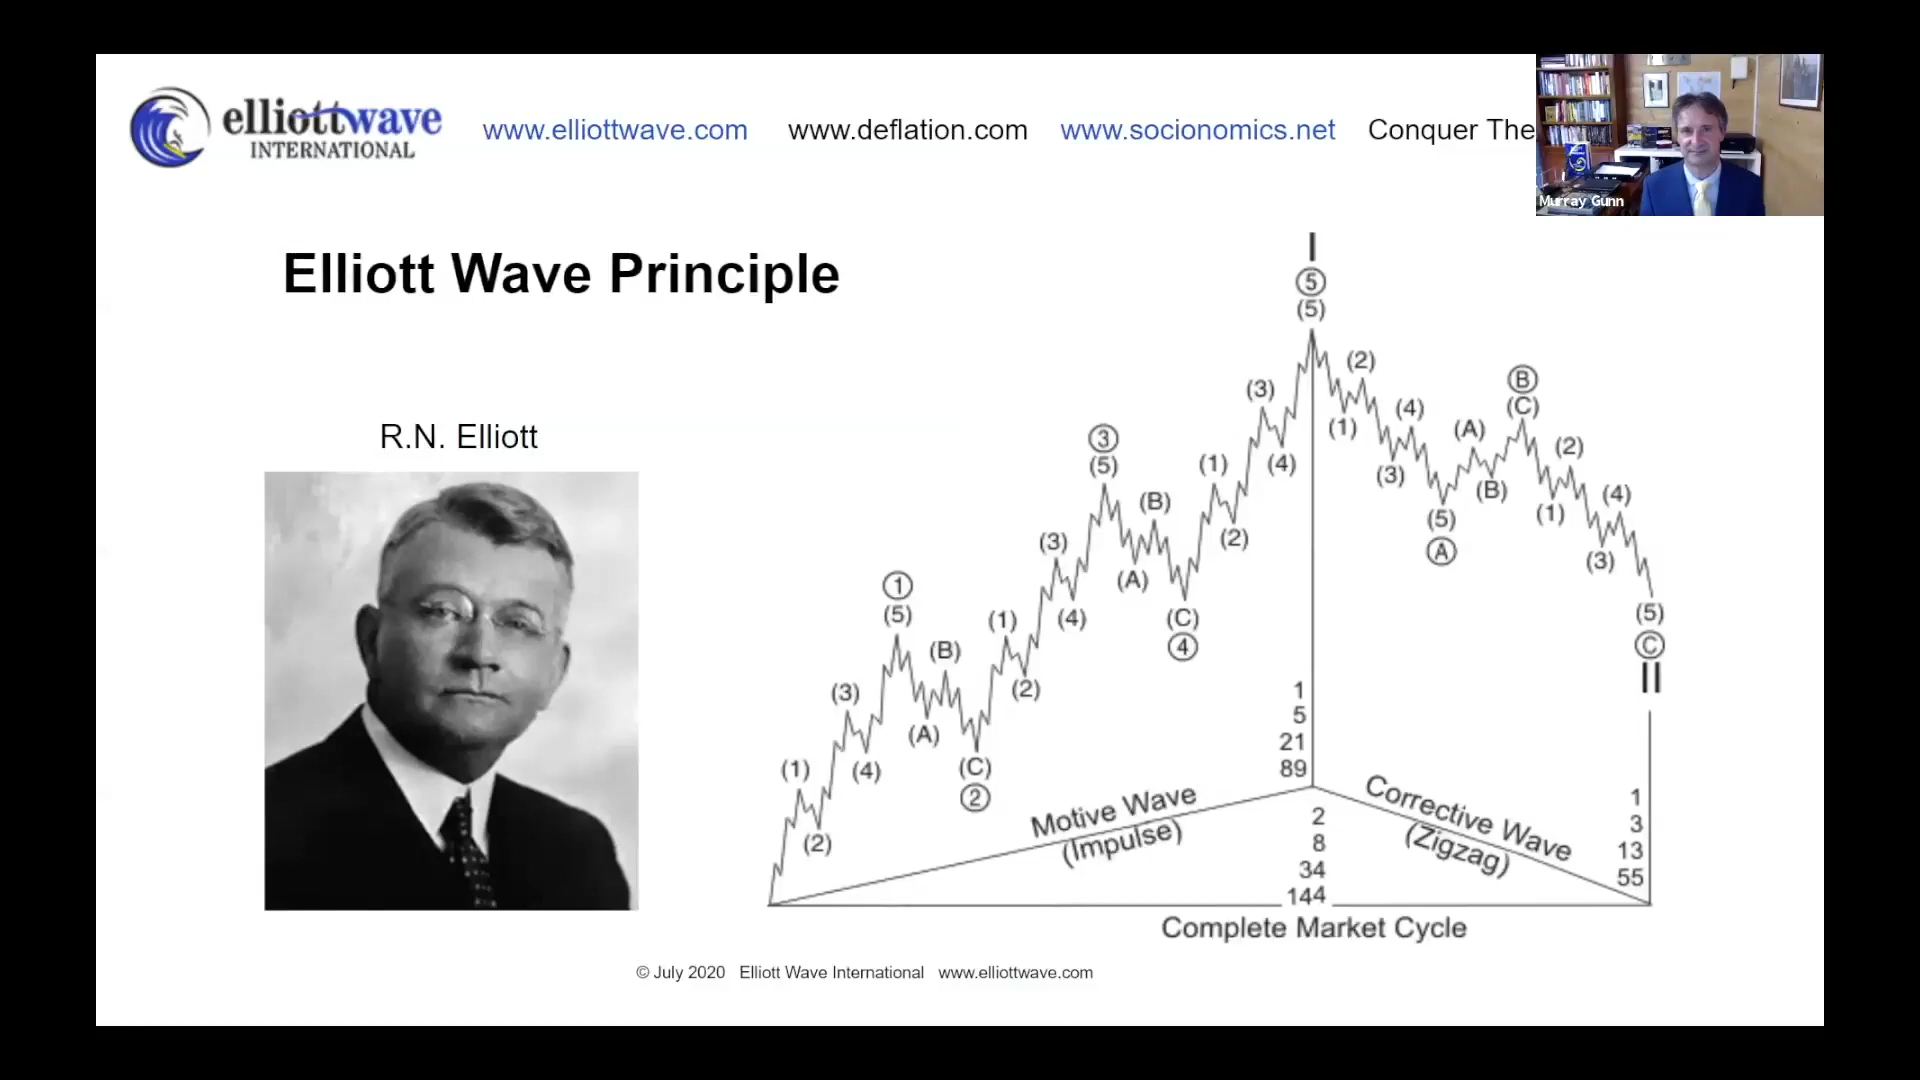 elliottwave
INTERNATIONAL
www.elliottwave.com www.deflation.com www.socionomics.net Conquer The
Murray Gunn
Elliott Wave Principle
R.N. Elliott
I
⑤
(5)
(2)
Ⓑ
(3)
(C)
(4)
(A)
(1)
(2)
③
(5)
(1)
(4)
(3)
(B)
(4)
(B)
(5)
(1)
(3)
(2)
Ⓐ
(A)
(3)
①
(5)
(1)
(4)
(C)
(5)
④
Ⓒ
(B)
II
(3)
(2)
(A)
(4)
(1)
(C)
②
(2)
1
5
21
89
Motive Wave
(Impulse)
Corrective Wave
(Zigzag)
2
8
34
144
1
3
13
55
Complete Market Cycle
© July 2020 Elliott Wave International www.elliottwave.com